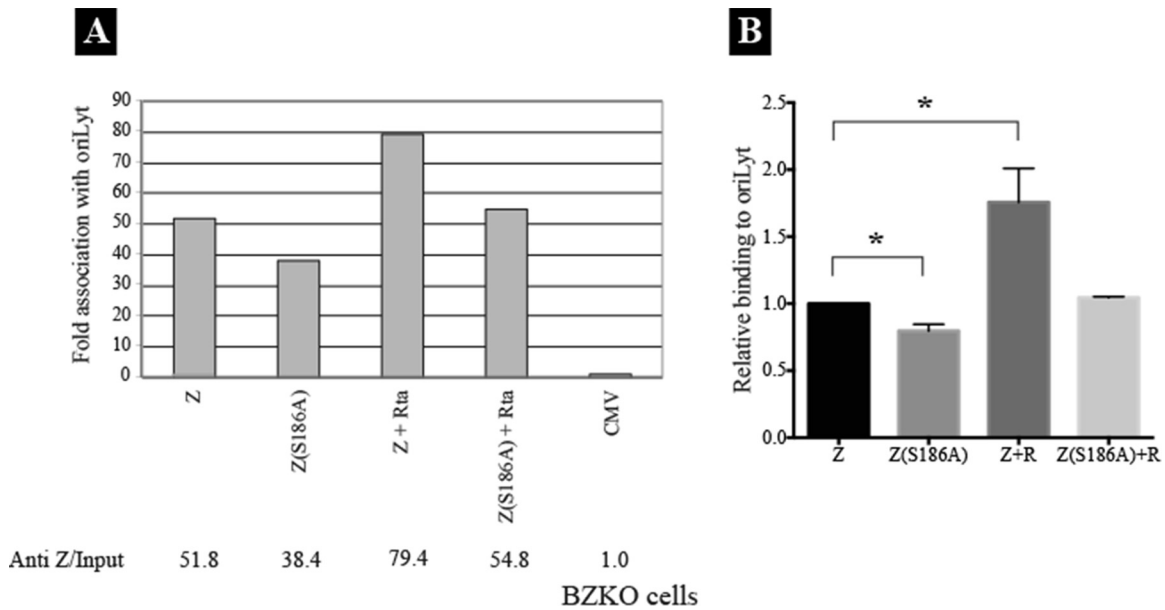 A
Fold association with oriLyt
90
80
70
60
50
40
30
20
10
0
Z
Z(S186A)
Z + Rta
Z(S186A) + Rta
CMV
Anti Z/Input 51.8 38.4 79.4 54.8 1.0
BZKO cells
B
Relative binding to oriLyt
2.5
2.0
1.5
1.0
0.5
0.0
*
*
Z Z(S186A) Z+R Z(S186A)+R